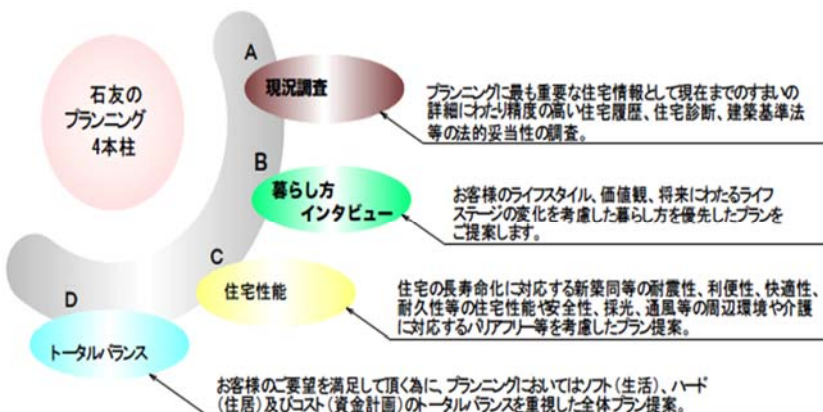 石友の
プランニング
4本柱
A
現況調査
プランニングに最も重要な住宅情報として現在までのすまいの
詳細にわたり精度の高い住宅履歴、住宅診断、建築基準法
等の法的妥当性の調査。
B
暮らし方
インタビュー
お客様のライフスタイル、価値観、将来にわたるライフ
ステージの変化を考慮した暮らし方を優先したプランを
ご提案します。
C
住宅性能
住宅の長寿命化に対応する新築同等の耐震性、利便性、快適性、
耐久性等の住宅性能や安全性、採光、通風等の周辺環境や介護
に対応するバリアフリー等を考慮したプラン提案。
D
トータルバランス
お客様のご要望を満足して頂く為に、プランニングにおいてはソフト(生活)、ハード
(住居)及びコスト(資金計画)のトータルバランスを重視した全体プラン提案。